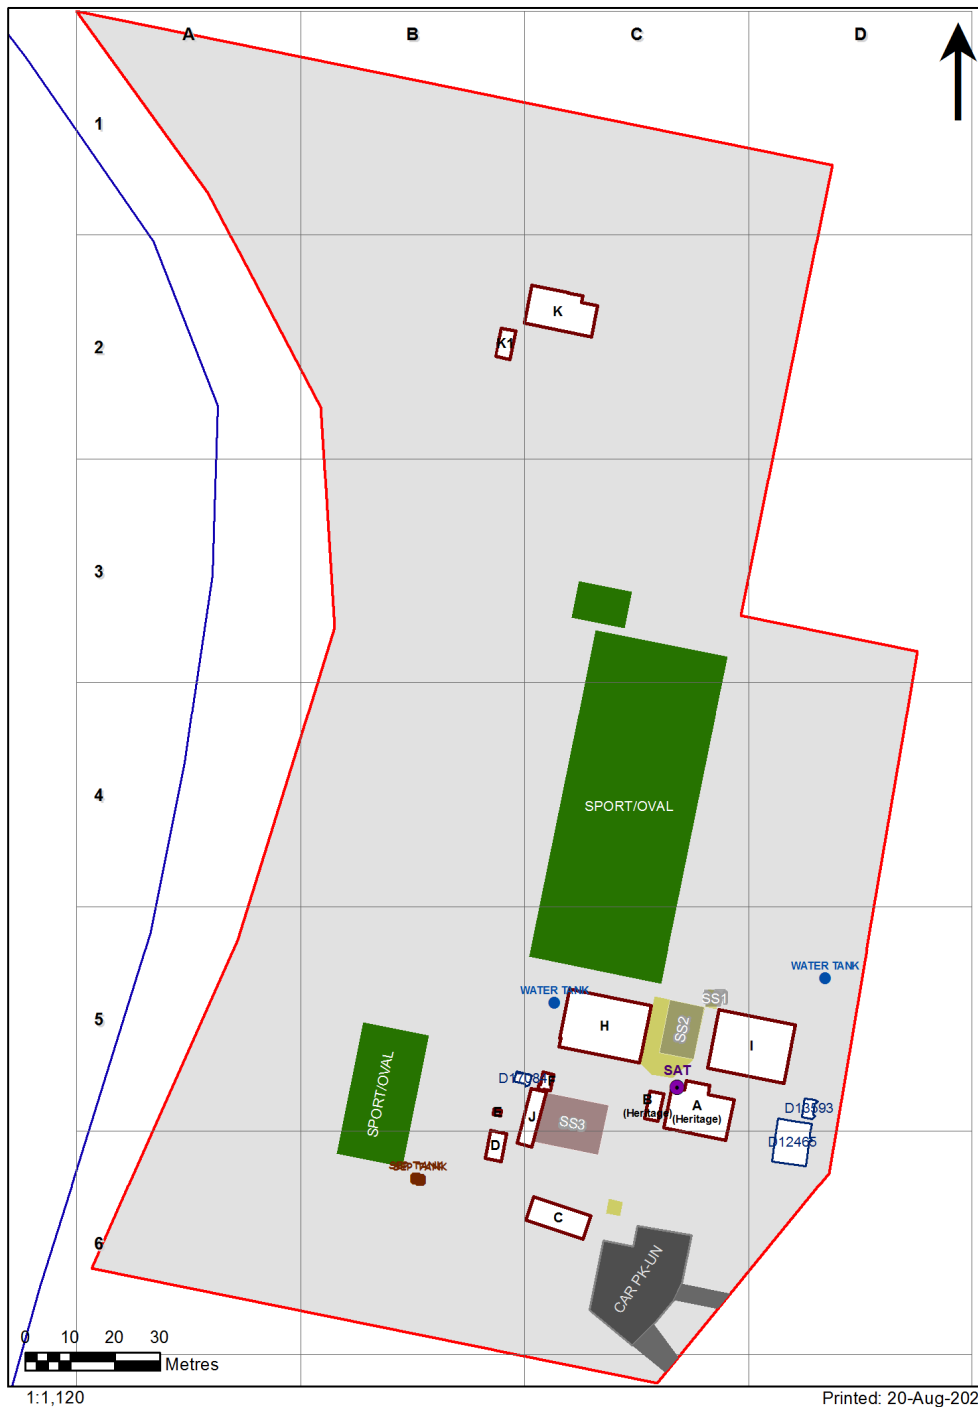 A B C D
1
K
2
K1
3
SPORT/OVAL
4
WATER TANK
WATER TANK
SS1
5
H
SS2
I
SAT
SPORT/OVAL
B
(Heritage)
A
(Heritage)
D13593
J
SS3
D
D12465
C
6
CAR PK-UN
0 10 20 30
Metres
1:1,120
Printed: 20-Aug-202